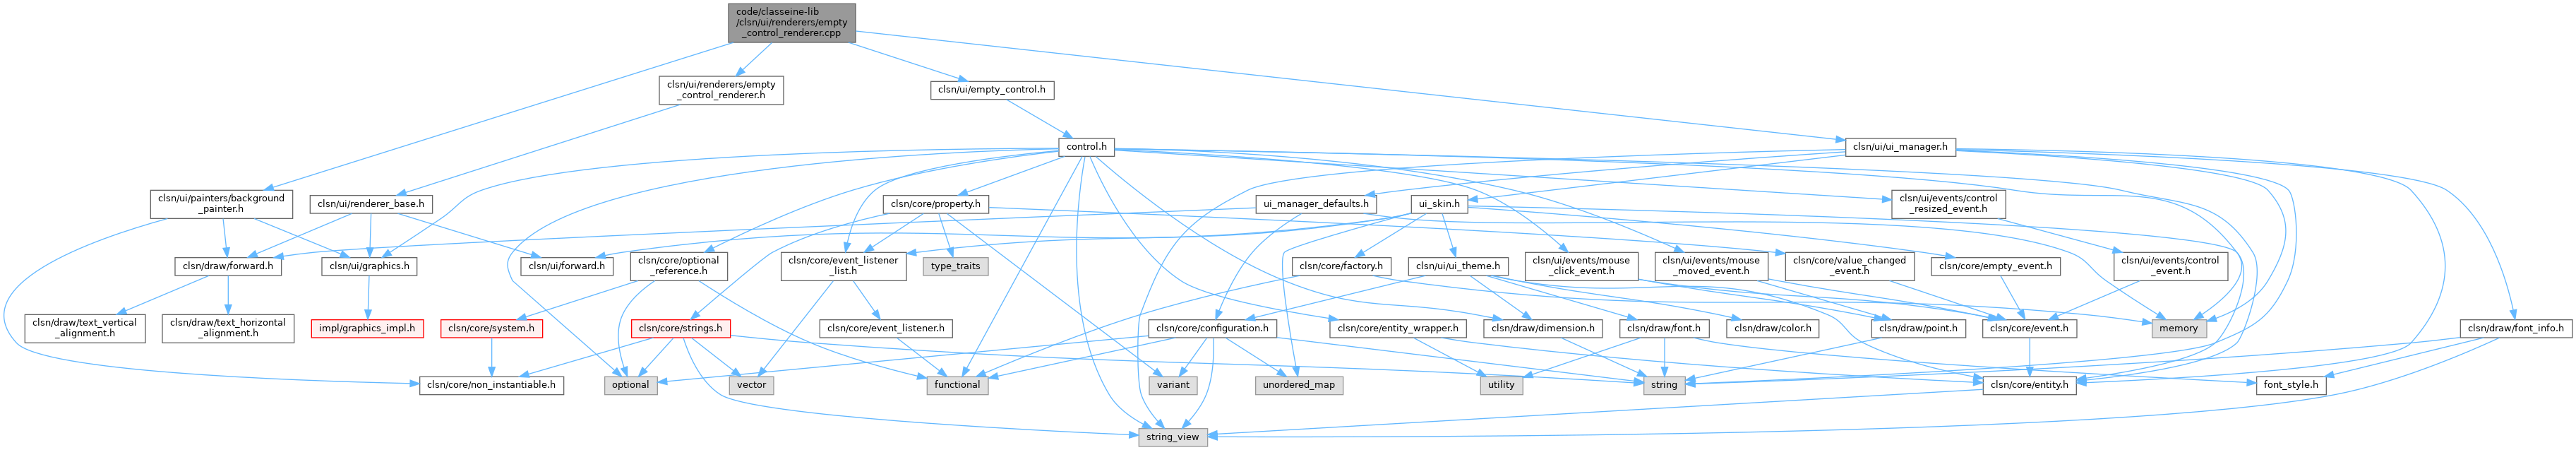 code/classeine-lib
/clsn/ui/renderers/empty
_control_renderer.cpp
clsn/ui/renderers/empty
_control_renderer.h
clsn/ui/empty_control.h
control.h
clsn/ui/ui_manager.h
clsn/ui/painters/background
_painter.h
clsn/ui/renderer_base.h
clsn/core/property.h
ui_manager_defaults.h
ui_skin.h
clsn/ui/events/control
_resized_event.h
clsn/draw/forward.h
clsn/ui/graphics.h
clsn/ui/forward.h
clsn/core/optional
_reference.h
clsn/core/event_listener
_list.h
type_traits
clsn/core/factory.h
clsn/ui/ui_theme.h
clsn/ui/events/mouse
_click_event.h
clsn/ui/events/mouse
_moved_event.h
clsn/core/value_changed
_event.h
clsn/core/empty_event.h
clsn/ui/events/control
_event.h
clsn/draw/text_vertical
_alignment.h
clsn/draw/text_horizontal
_alignment.h
impl/graphics_impl.h
clsn/core/system.h
clsn/core/strings.h
clsn/core/event_listener.h
clsn/core/configuration.h
clsn/core/entity_wrapper.h
clsn/draw/dimension.h
clsn/draw/font.h
clsn/draw/color.h
clsn/draw/point.h
clsn/core/event.h
memory
clsn/draw/font_info.h
clsn/core/non_instantiable.h
optional
vector
functional
variant
unordered_map
utility
string
clsn/core/entity.h
font_style.h
string_view